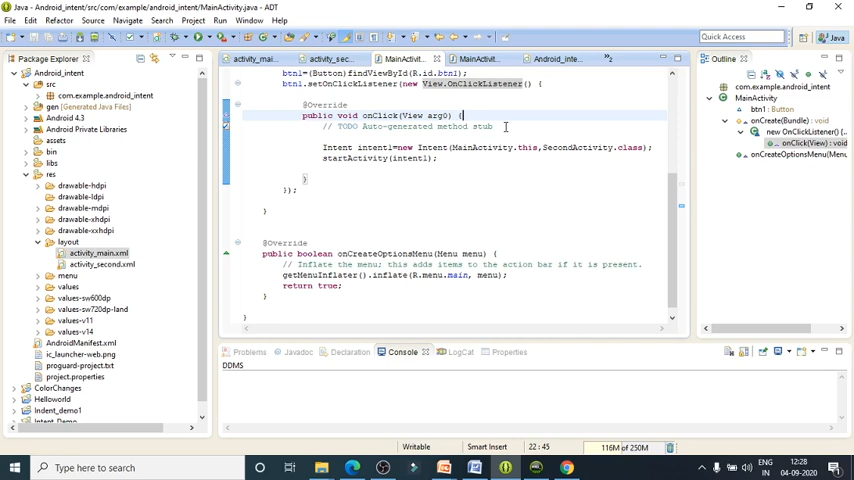 Java - Android_intent/src/com/example/android_intent/MainActivity.java - ADT
File Edit Refactor Source Navigate Search Project Run Window Help
Quick Access
Java
Package Explorer
activity_mai...
activity_sec...
MainActivit...
MainActivit...
Android_inte...
»2
Outline
Android_intent
src
com.example.android_intent
gen [Generated Java Files]
Android 4.3
Android Private Libraries
assets
bin
libs
res
drawable-hdpi
drawable-ldpi
drawable-mdpi
drawable-xhdpi
drawable-xxhdpi
layout
activity_main.xml
activity_second.xml
menu
values
values-sw600dp
values-sw720dp-land
values-v11
values-v14
AndroidManifest.xml
ic_launcher-web.png
proguard-project.txt
project.properties
ColorChanges
Helloworld
Indent_demo1
Intent_Demo
btn1=(Button)findViewById(R.id.btn1);
btn1.setOnClickListener(new View.OnClickListener() {
@Override
public void onClick(View arg0) {
// TODO Auto-generated method stub
Intent intent1=new Intent(MainActivity.this,SecondActivity.class);
startActivity(intent1);
}
});
}
@Override
public boolean onCreateOptionsMenu(Menu menu) {
// Inflate the menu; this adds items to the action bar if it is present.
getMenuInflater().inflate(R.menu.main, menu);
return true;
}
}
com.example.android_inte
MainActivity
btn1 : Button
onCreate(Bundle) : void
new OnClickListener() {...}
onClick(View) : void
onCreateOptionsMenu(Menu
Problems
Javadoc
Declaration
Console
LogCat
Properties
DDMS
Writable
Smart Insert
22 : 45
116M of 250M
Type here to search
ENG
IN
12:28
04-09-2020